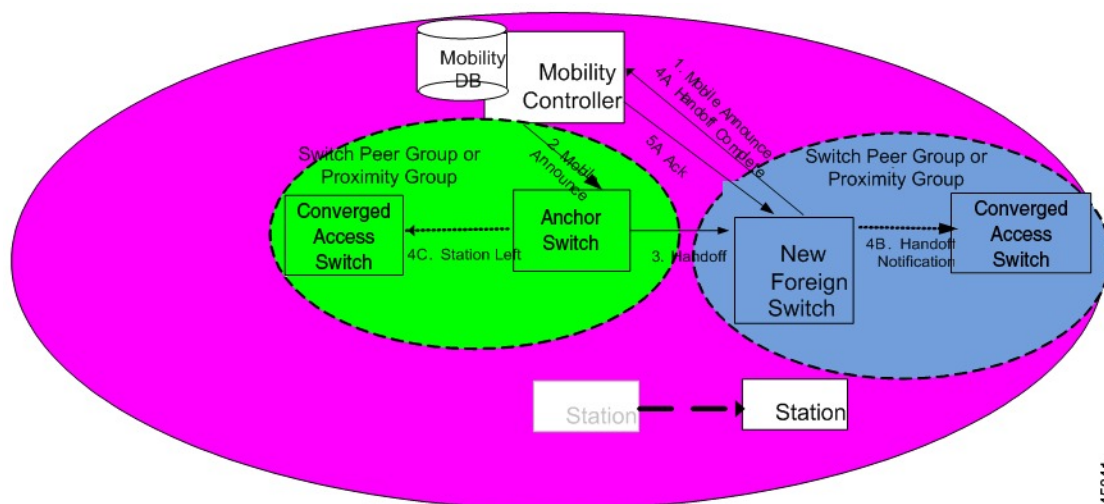 Mobility
DB
Mobility
Controller
1. Mobile Announce
4A Handoff Complete
5A Ack
2. Mobile
Announce
Switch Peer Group or
Proximity Group
Converged
Access
Switch
4C. Station Left
Anchor
Switch
3. Handoff
Switch Peer Group or
Proximity Group
New
Foreign
Switch
4B. Handoff
Notification
Converged
Access
Switch
Station
Station